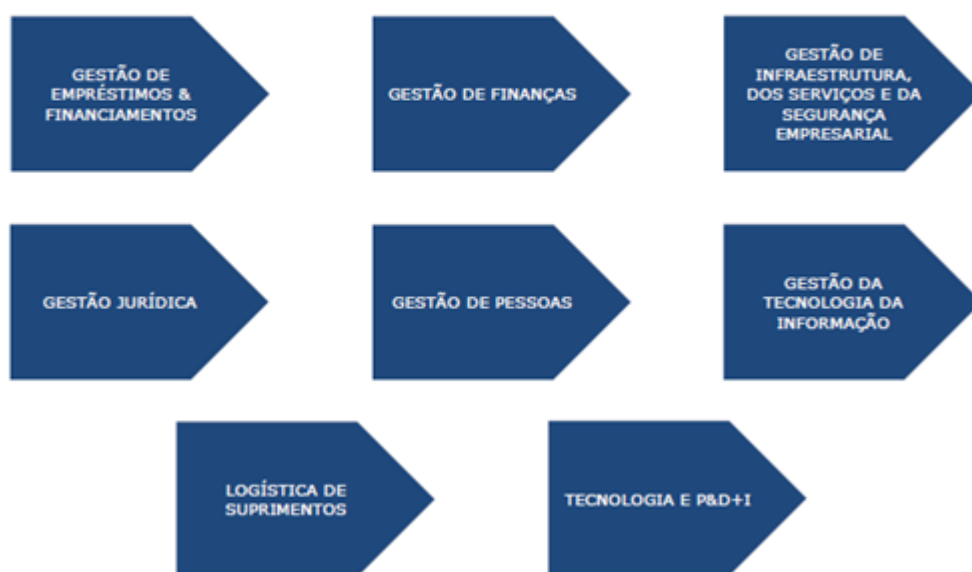 GESTÃO DE
EMPRÉSTIMOS &
FINANCIAMENTOS
GESTÃO DE FINANÇAS
GESTÃO DE
INFRAESTRUTURA,
DOS SERVIÇOS E DA
SEGURANÇA
EMPRESARIAL
GESTÃO JURÍDICA
GESTÃO DE PESSOAS
GESTÃO DA
TECNOLOGIA DA
INFORMAÇÃO
LOGÍSTICA DE
SUPRIMENTOS
TECNOLOGIA E P&D+I